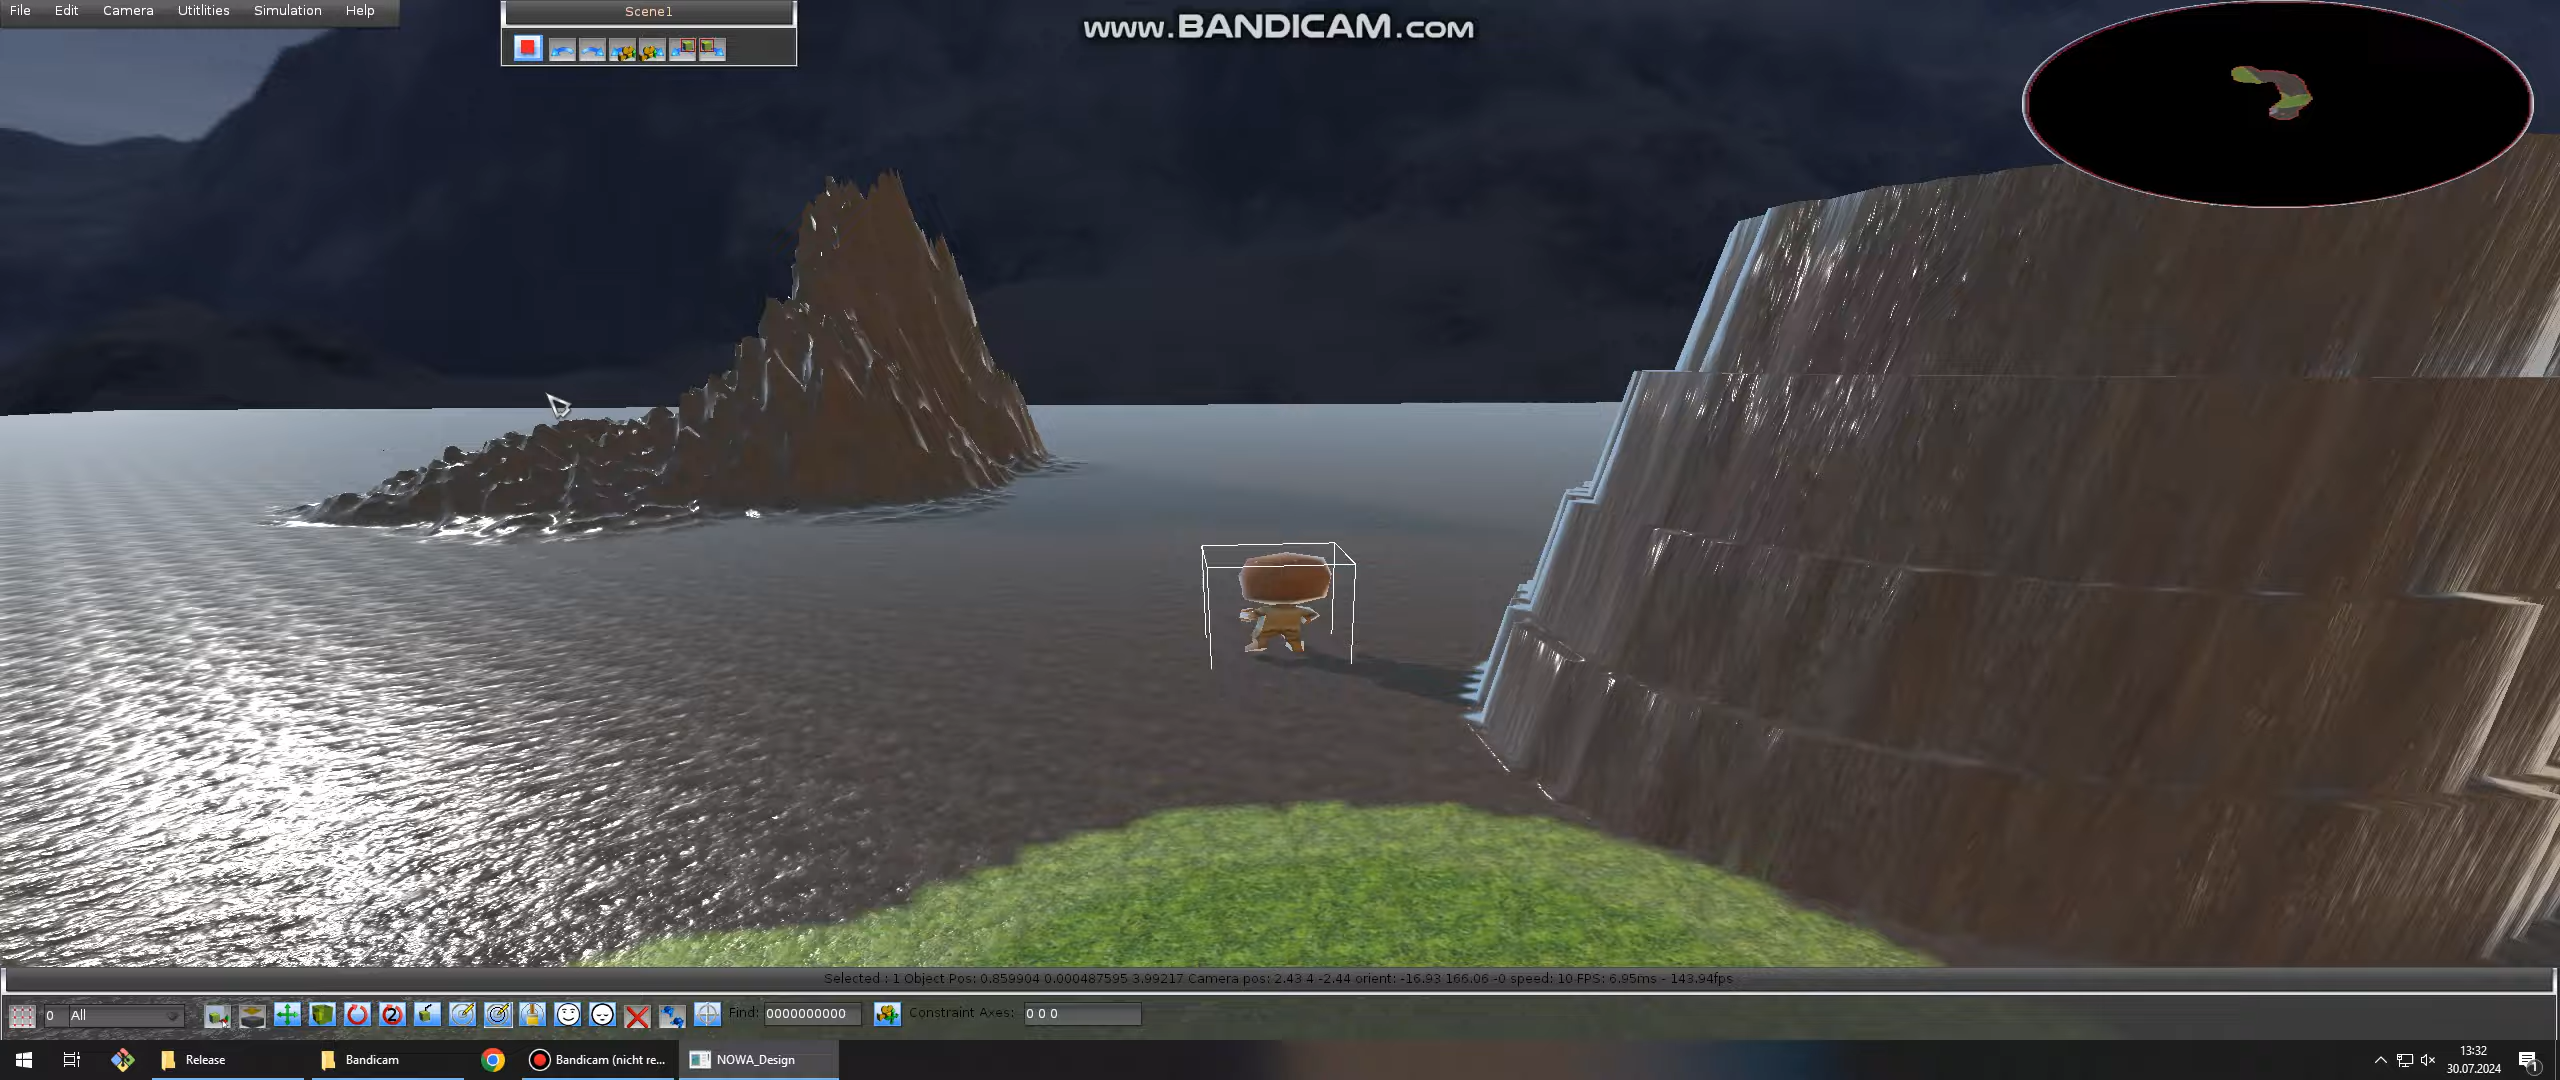 File Edit Camera Utitlities Simulation Help
Scene1
www.BANDICAM.com
Selected : 1 Object Pos: 0.859904 0.000487595 3.99217 Camera pos: 2.43 4 -2.44 orient: -16.93 166.06 -0 speed: 10 FPS: 6.95ms - 143.94fps
0 All 2 Find: 0000000000 Constraint Axes: 0 0 0
Release Bandicam Bandicam (nicht re... NOWA_Design
13:32
30.07.2024
1